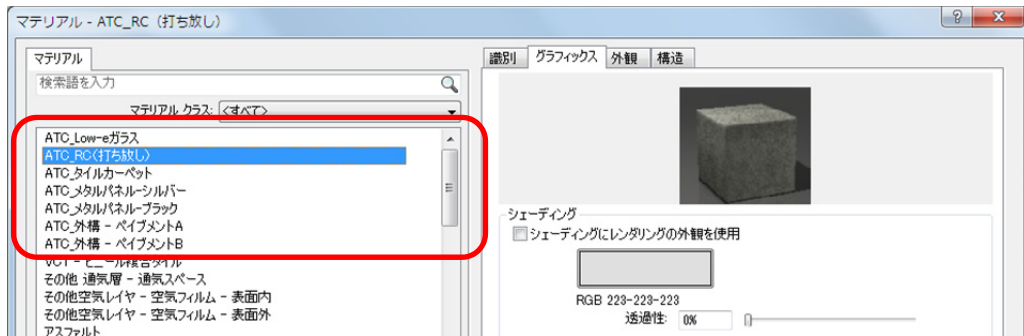 マテリアル - ATC_RC（打ち放し）
マテリアル
検索語を入力
マテリアル クラス: <すべて>
ATC_Low-eガラス
ATC_RC(打ち放し)
ATC_タイルカーペット
ATC_メタルパネル-シルバー
ATC_メタルパネル-ブラック
ATC_外構 - ペイブメントA
ATC_外構 - ペイブメントB
VCT - ビニール複合タイル
その他 通気層 - 通気スペース
その他空気レイヤ - 空気フィルム - 表面内
その他空気レイヤ - 空気フィルム - 表面外
アスファルト
識別 グラフィックス 外観 構造
シェーディング
シェーディングにレンダリングの外観を使用
RGB 223-223-223
透過性: 0%